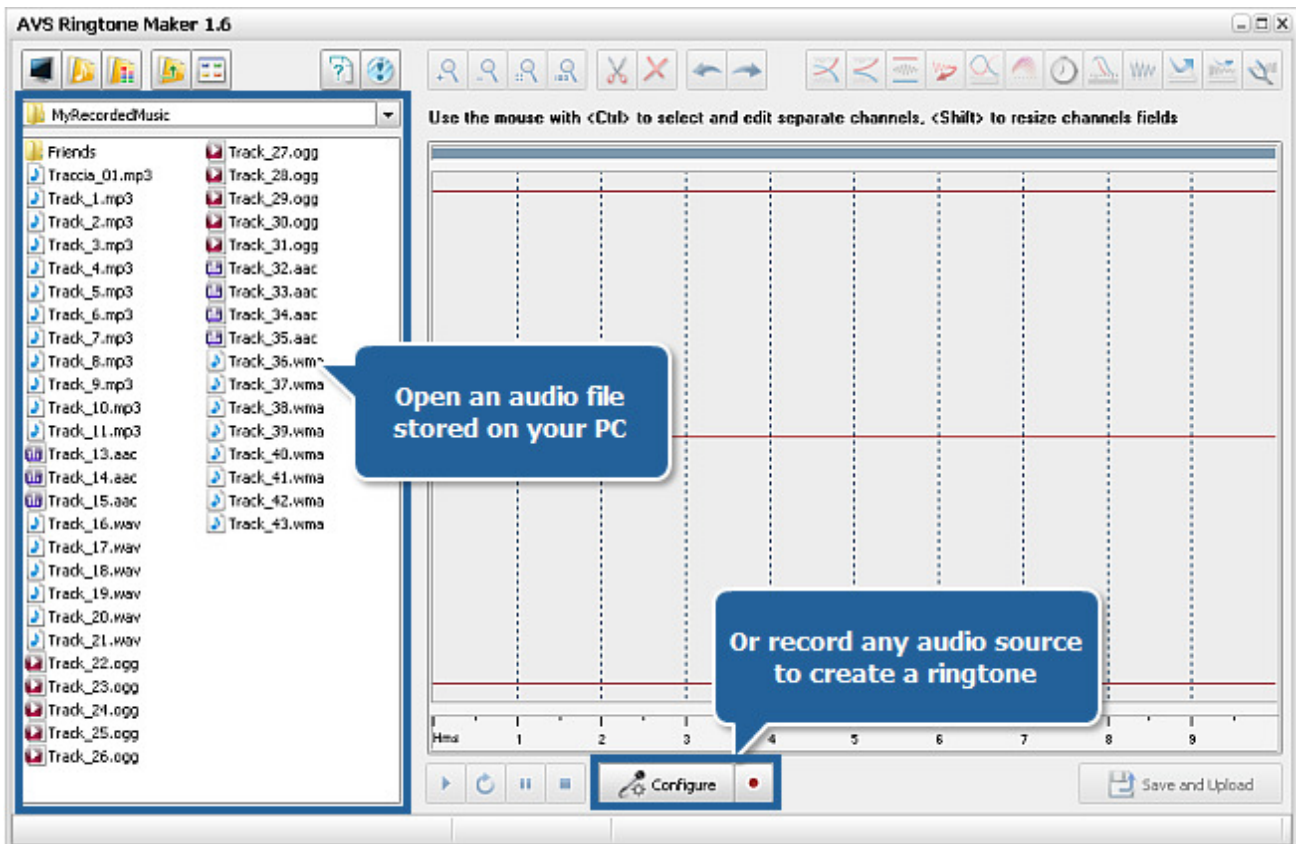 AVS Ringtone Maker 1.6
MyRecordedMusic
Use the mouse with <Ctrl> to select and edit separate channels, <Shift> to resize channels fields
Friends
Traccia_01.mp3
Track_1.mp3
Track_2.mp3
Track_3.mp3
Track_4.mp3
Track_5.mp3
Track_6.mp3
Track_7.mp3
Track_8.mp3
Track_9.mp3
Track_10.mp3
Track_11.mp3
Track_13.aac
Track_14.aac
Track_15.aac
Track_16.wav
Track_17.wav
Track_18.wav
Track_19.wav
Track_20.wav
Track_21.wav
Track_22.ogg
Track_23.ogg
Track_24.ogg
Track_25.ogg
Track_26.ogg
Track_27.ogg
Track_28.ogg
Track_29.ogg
Track_30.ogg
Track_31.ogg
Track_32.aac
Track_33.aac
Track_34.aac
Track_35.aac
Track_36.wma
Track_37.wma
Track_38.wma
Track_39.wma
Track_40.wma
Track_41.wma
Track_42.wma
Track_43.wma
Open an audio file
stored on your PC
Or record any audio source
to create a ringtone
Hms 1 2 3 4 5 6 7 8 9
Configure
Save and Upload